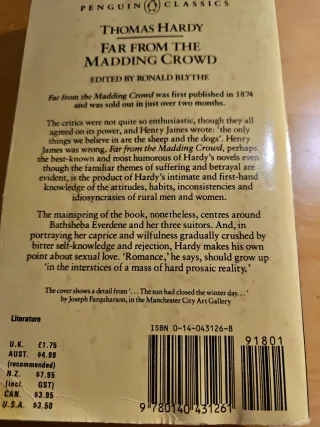 PENGUIN CLASSICS
THOMAS HARDY
FAR FROM THE
MADDING CROWD
EDITED BY RONALD BLYTHE
Far from the Madding Crowd was first published in 1874
and was sold out in just over two months.
The critics were not quite so enthusiastic, though they all
agreed on its power, and Henry James wrote: 'the only
things we believe in are the sheep and the dogs'. Henry
James was wrong. Far from the Madding Crowd, perhaps
the best-known and most humorous of Hardy's novels even
though the familiar themes of suffering and betrayal are
evident, is the product of Hardy's intimate and first-hand
knowledge of the attitudes, habits, inconsistencies and
idiosyncrasies of rural men and women.
The mainspring of the book, nonetheless, centres around
Bathsheba Everdene and her three suitors. And, in
portraying her caprice and wilfulness gradually crushed by
bitter self-knowledge and rejection, Hardy makes his own
point about sexual love. 'Romance,' he says, should grow up
'in the interstices of a mass of hard prosaic reality.'
The cover shows a detail from '. . . The sun had closed the winter day. . .'
by Joseph Farquharson, in the Manchester City Art Gallery
Literature
U.K. £1.75
AUST. $4.99
(recommended)
N.Z. $7.95
(incl. GST)
CAN. $3.95
U.S.A. $3.50
ISBN 0-14-043126-8
91801
9 780140 431261